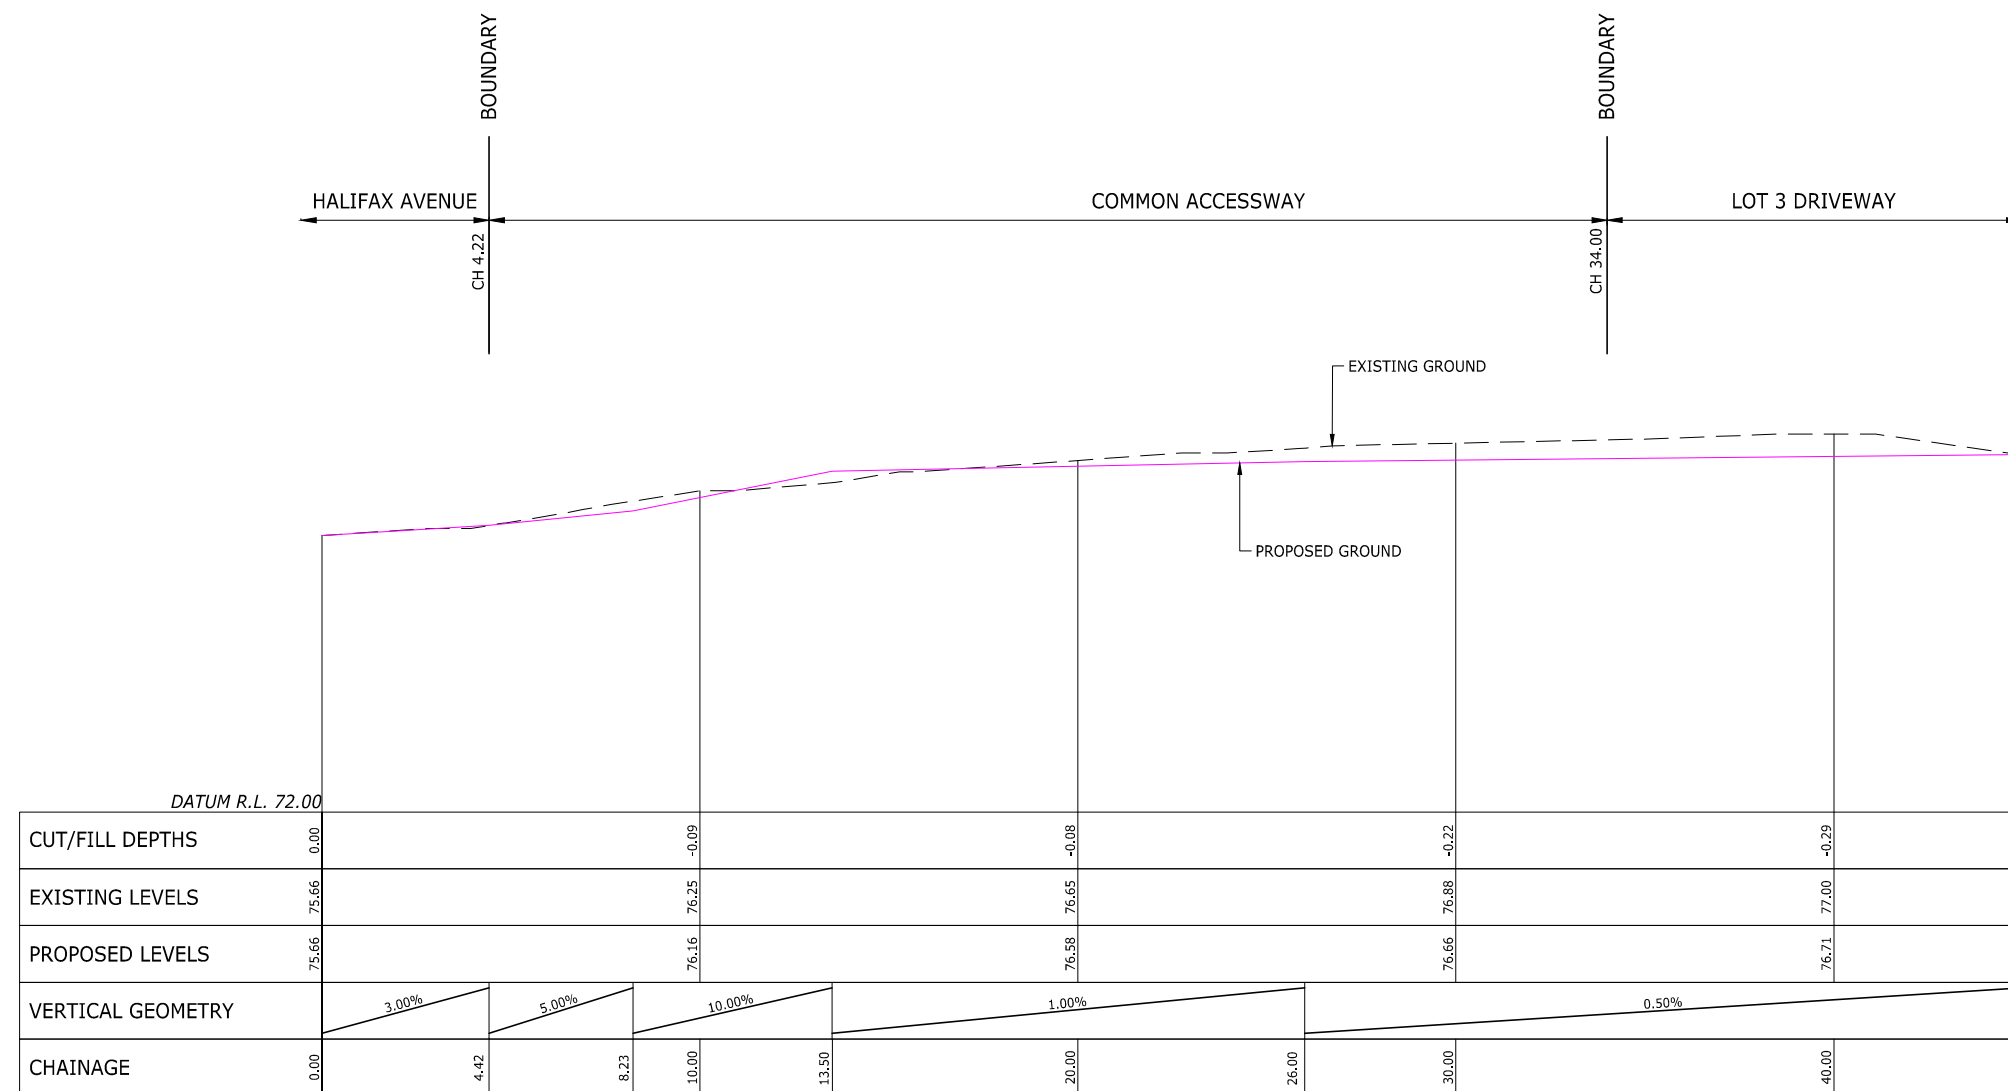 BOUNDARY
BOUNDARY
HALIFAX AVENUE
COMMON ACCESSWAY
LOT 3 DRIVEWAY
CH 4.22
CH 34.00
EXISTING GROUND
PROPOSED GROUND
DATUM R.L. 72.00
CUT/FILL DEPTHS 0.00 -0.09 -0.08 -0.22 -0.29
EXISTING LEVELS 75.66 76.25 76.65 76.88 77.00
PROPOSED LEVELS 75.66 76.16 76.58 76.66 76.71
VERTICAL GEOMETRY 3.00% 5.00% 10.00% 1.00% 0.50%
CHAINAGE 0.00 4.42 8.23 10.00 13.50 20.00 26.00 30.00 40.00